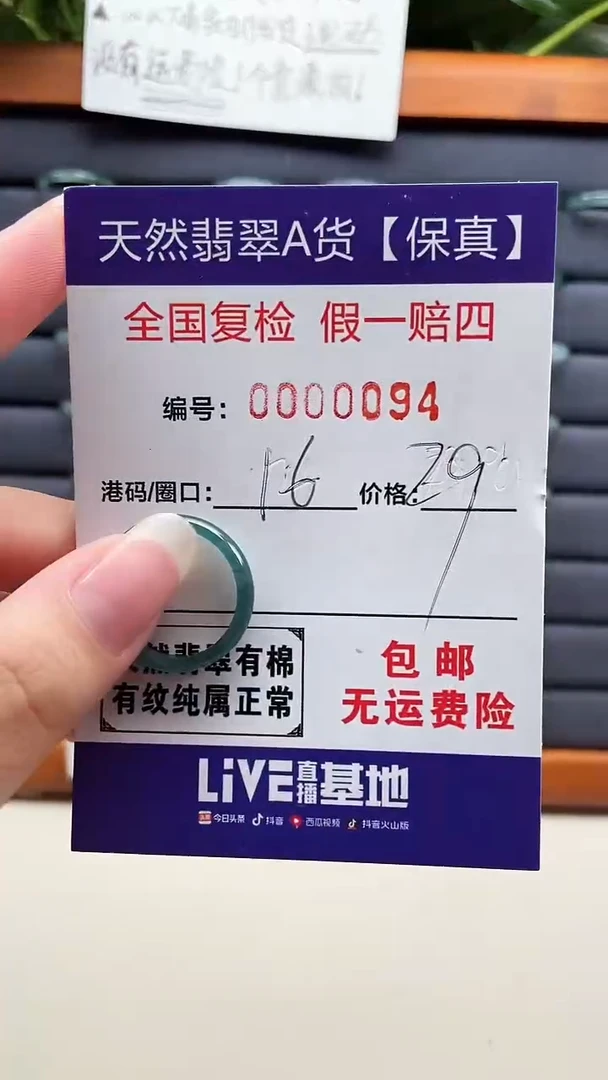 天然翡翠A货【保真】
全国复检 假一赔四
编号：0000094
港码/圈口：16 价格：29
然翡翠有棉
有纹纯属正常
包邮
无运费险
LiVE直播基地
今日头条 抖音 西瓜视频 抖音火山版